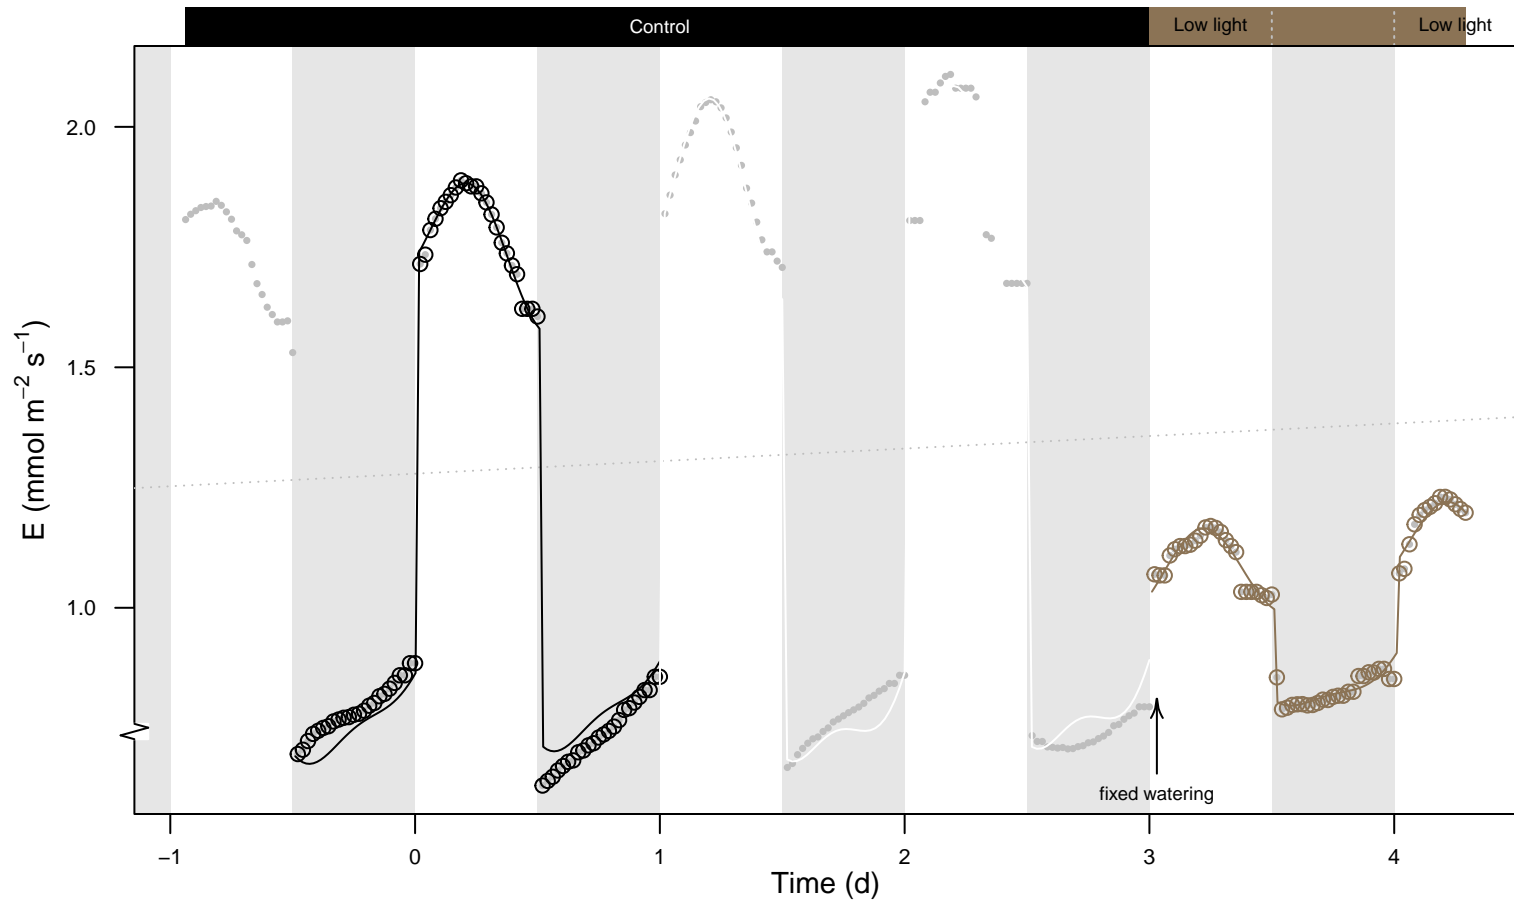 Control
Low light
Low light
2.0
1.5
1.0
E (mmol m⁻² s⁻¹)
fixed watering
−1 0 1 2 3 4
Time (d)